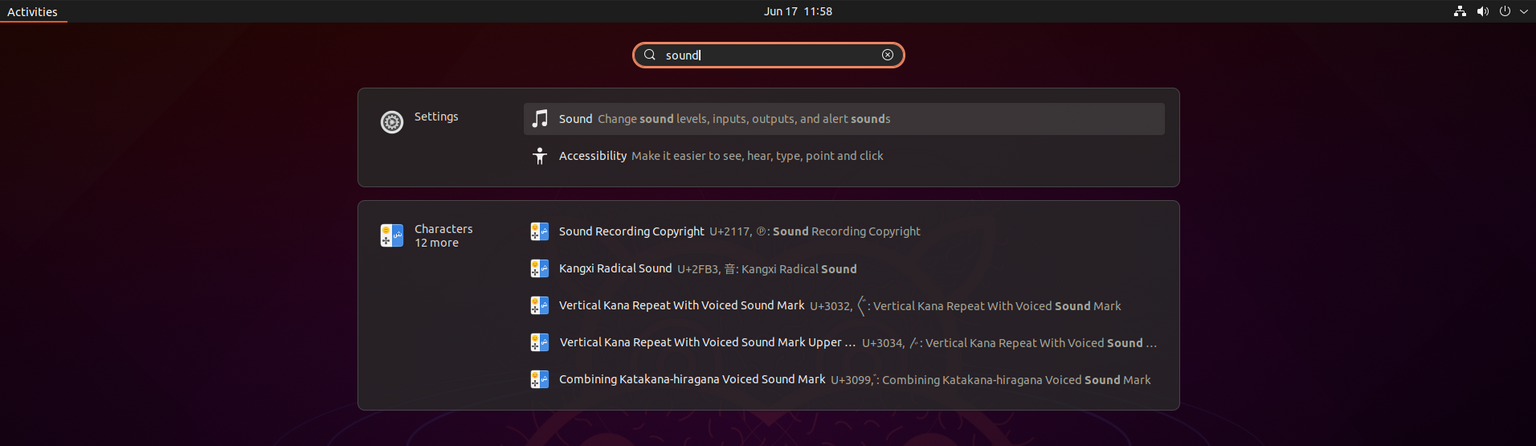 Activities
Jun 17 11:58
sound
Settings
Sound Change sound levels, inputs, outputs, and alert sounds
Accessibility Make it easier to see, hear, type, point and click
Characters
12 more
Sound Recording Copyright U+2117, ℗: Sound Recording Copyright
Kangxi Radical Sound U+2FB3, ⾳: Kangxi Radical Sound
Vertical Kana Repeat With Voiced Sound Mark U+3032, 〲: Vertical Kana Repeat With Voiced Sound Mark
Vertical Kana Repeat With Voiced Sound Mark Upper … U+3034, 〴: Vertical Kana Repeat With Voiced Sound …
Combining Katakana-hiragana Voiced Sound Mark U+3099, ゙: Combining Katakana-hiragana Voiced Sound Mark